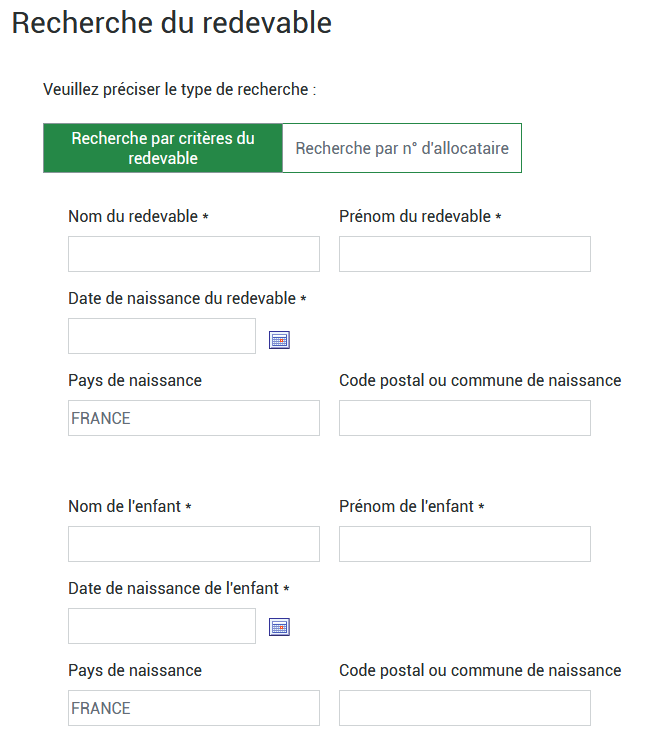 Recherche du redevable
Veuillez préciser le type de recherche :
Recherche par critères du
redevable
Recherche par n° d'allocataire
Nom du redevable *
Prénom du redevable *
Date de naissance du redevable *
Pays de naissance
Code postal ou commune de naissance
FRANCE
Nom de l'enfant *
Prénom de l'enfant *
Date de naissance de l'enfant *
Pays de naissance
Code postal ou commune de naissance
FRANCE